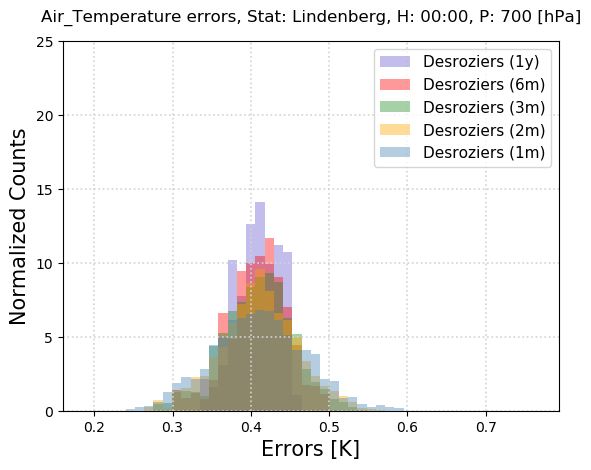 Air_Temperature errors, Stat: Lindenberg, H: 00:00, P: 700 [hPa]
25
20
15
10
5
0
Normalized Counts
Desroziers (1y)
Desroziers (6m)
Desroziers (3m)
Desroziers (2m)
Desroziers (1m)
0.2 0.3 0.4 0.5 0.6 0.7
Errors [K]